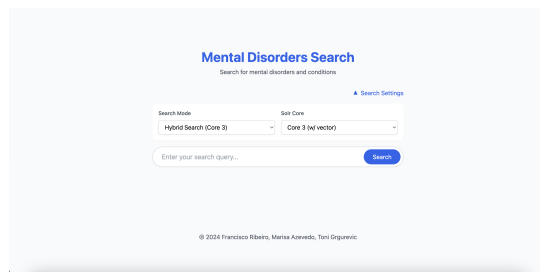 Mental Disorders Search
Search for mental disorders and conditions
▲ Search Settings
Search Mode
Solr Core
Hybrid Search (Core 3)
Core 3 (w/ vector)
Enter your search query...
Search
© 2024 Francisco Ribeiro, Marisa Azevedo, Toni Grgurevic